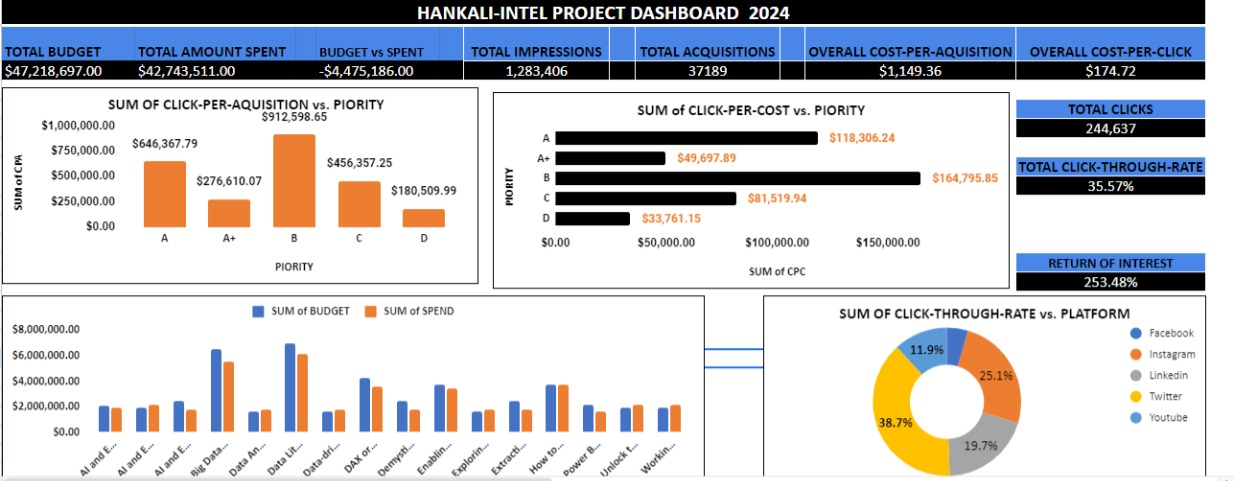 HANKALI-INTEL PROJECT DASHBOARD 2024
TOTAL BUDGET TOTAL AMOUNT SPENT BUDGET vs SPENT TOTAL IMPRESSIONS TOTAL ACQUISITIONS OVERALL COST-PER-AQUISITION OVERALL COST-PER-CLICK
$47,218,697.00 $42,743,511.00 -$4,475,186.00 1,283,406 37189 $1,149.36 $174.72
SUM OF CLICK-PER-AQUISITION vs. PIORITY
$1,000,000.00
$750,000.00
$500,000.00
$250,000.00
$0.00
SUM of CPA
$646,367.79
$276,610.07
$912,598.65
$456,357.25
$180,509.99
A A+ B C D
PIORITY
SUM of CLICK-PER-COST vs. PIORITY
PIORITY
A $118,306.24
A+ $49,697.89
B $164,795.85
C $81,519.94
D $33,761.15
$0.00 $50,000.00 $100,000.00 $150,000.00
SUM of CPC
TOTAL CLICKS
244,637
TOTAL CLICK-THROUGH-RATE
35.57%
RETURN OF INTEREST
253.48%
SUM of BUDGET SUM of SPEND
$8,000,000.00
$6,000,000.00
$4,000,000.00
$2,000,000.00
$0.00
AI and E...
AI and E...
AI and E...
Big Data...
Data An...
Data Lit...
Data-dri...
DAX or...
Demysti...
Enablin...
Explorin...
Extracti...
How to...
Power B...
Unlock t...
Workin...
SUM OF CLICK-THROUGH-RATE vs. PLATFORM
11.9%
25.1%
38.7%
19.7%
Facebook
Instagram
Linkedin
Twitter
Youtube